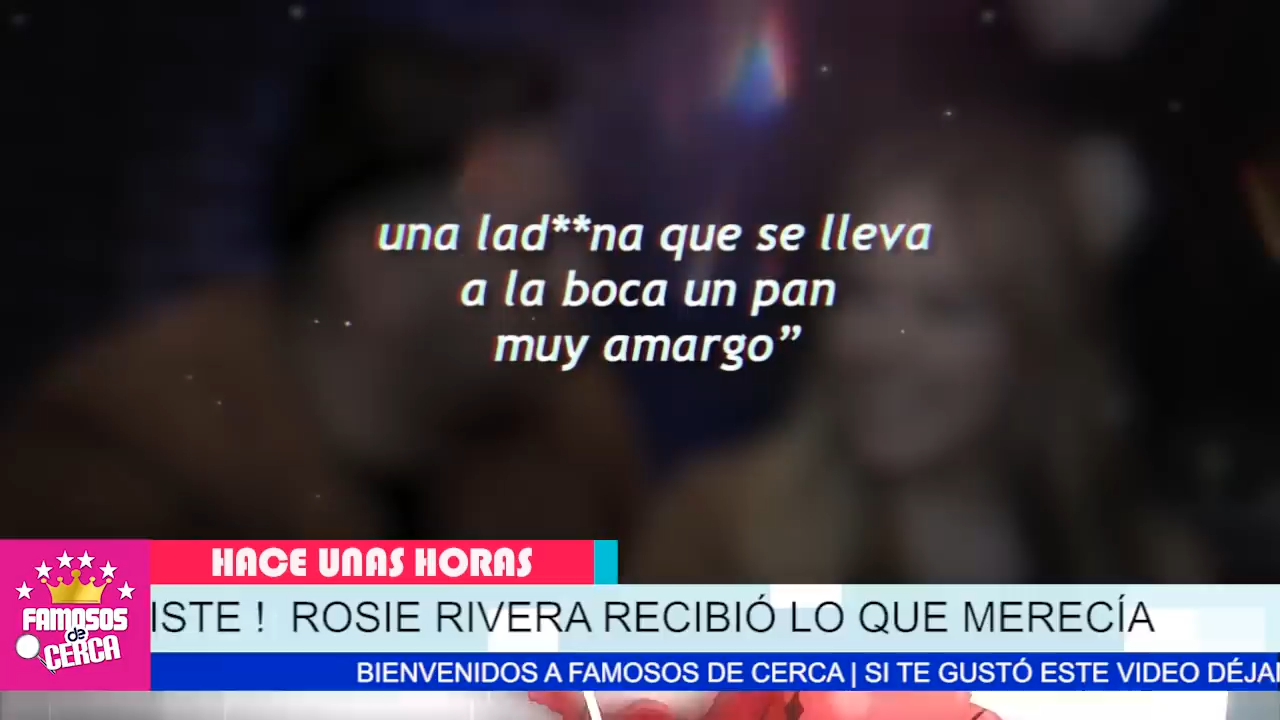 una lad**na que se lleva
a la boca un pan
muy amargo”
HACE UNAS HORAS
FAMOSOS
de
CERCA
ISTE ! ROSIE RIVERA RECIBIÓ LO QUE MERECÍA
BIENVENIDOS A FAMOSOS DE CERCA | SI TE GUSTÓ ESTE VIDEO DÉJA